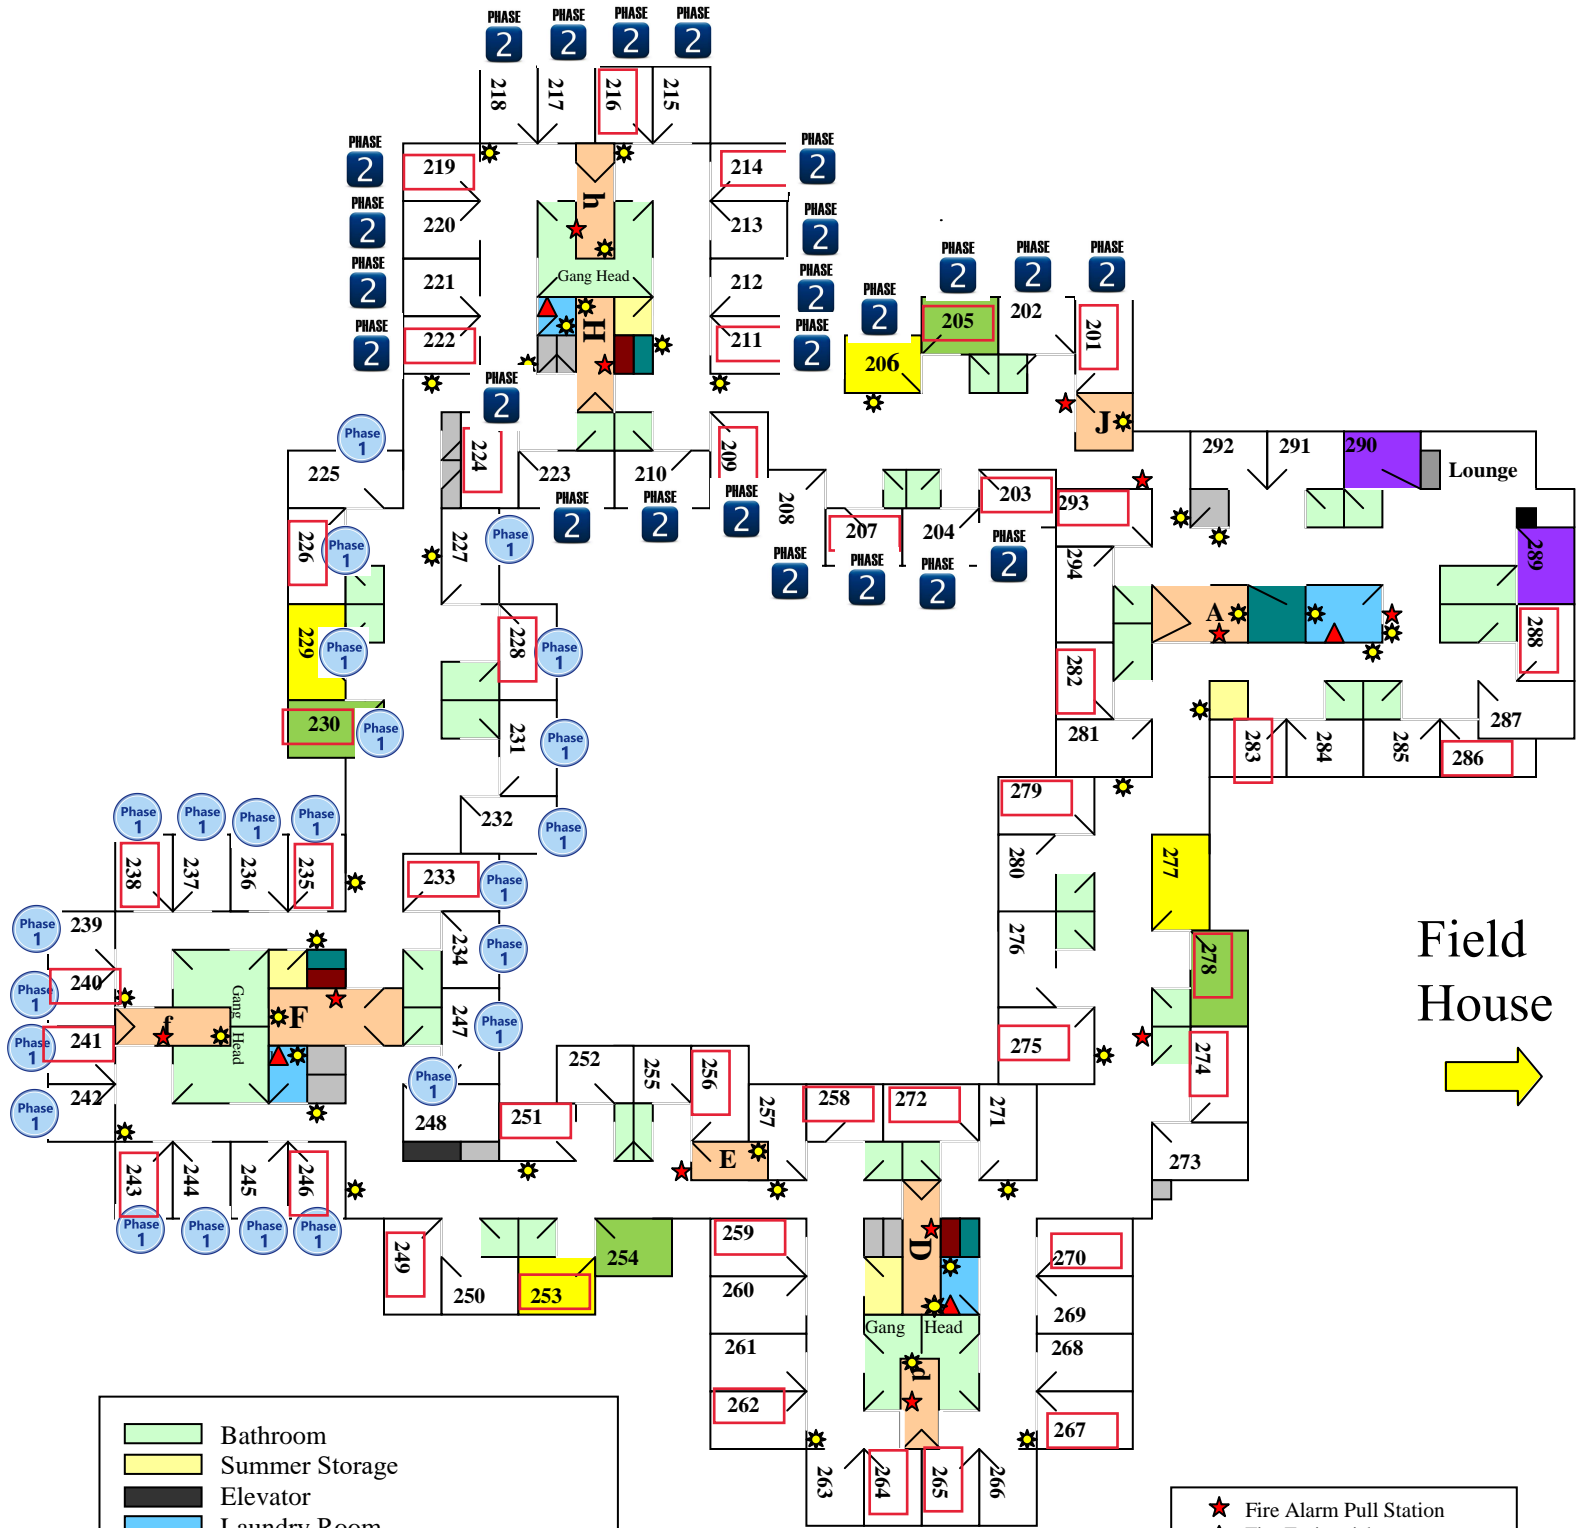 PHASE 2 PHASE 2 PHASE 2 PHASE 2
218 217 216 215
PHASE 2 219 214 PHASE 2
h
PHASE 2 220 213 PHASE 2
Gang Head
PHASE 2 221 212 PHASE 2
PHASE 2 222 H 211 PHASE 2
PHASE 2 PHASE 2 PHASE 2 PHASE 2
206 205 202 201
PHASE 2
J
Phase 1
225 224 223 210 209 208 207 204 203 293 292 291 290 Lounge
PHASE 2 PHASE 2 PHASE 2
PHASE 2 PHASE 2 PHASE 2 PHASE 2
226 Phase 1 227 Phase 1
294 289
A
229 Phase 1 228 Phase 1
282 288
230 Phase 1 231 Phase 1
281 283 284 285 286 287
232 Phase 1
279
Phase 1 Phase 1 Phase 1 Phase 1
238 237 236 235 233 Phase 1
280 277
Phase 1 239
234 Phase 1
276 278
Field
House
Phase 1 240
Gang Head
f F
Phase 1 241
247 Phase 1
275 274
Phase 1 242
Phase 1
248 251 252 255 256 257 258 272 271
E
273
243 244 245 246
Phase 1 Phase 1 Phase 1 Phase 1
249 250 253 254
259 D 270
260 269
Gang Head
261 268
d
262 267
263 264 265 266
Bathroom
Summer Storage
Elevator
Laundry Room
Fire Alarm Pull Station